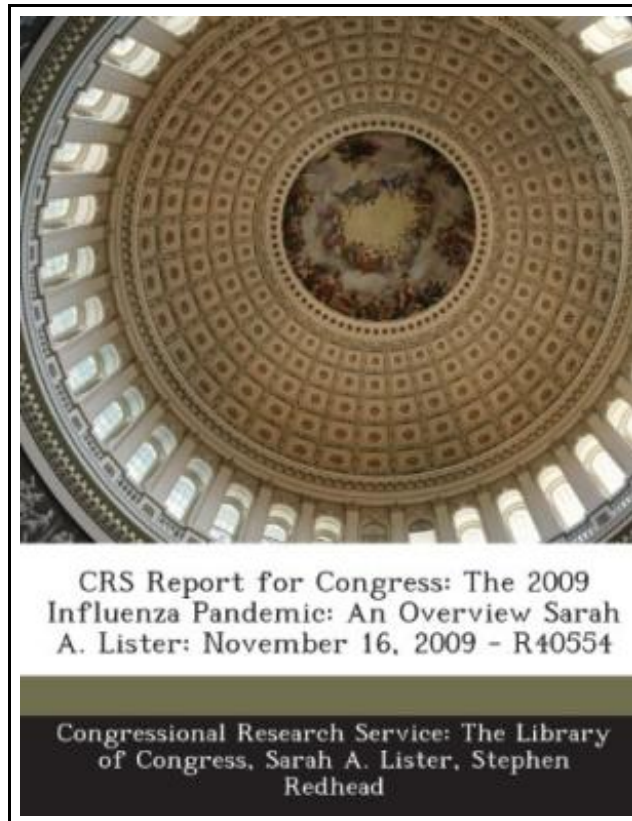 CRS Report for Congress: The 2009
Influenza Pandemic: An Overview Sarah
A. Lister: November 16, 2009 - R40554
Congressional Research Service: The Library
of Congress, Sarah A. Lister, Stephen
Redhead